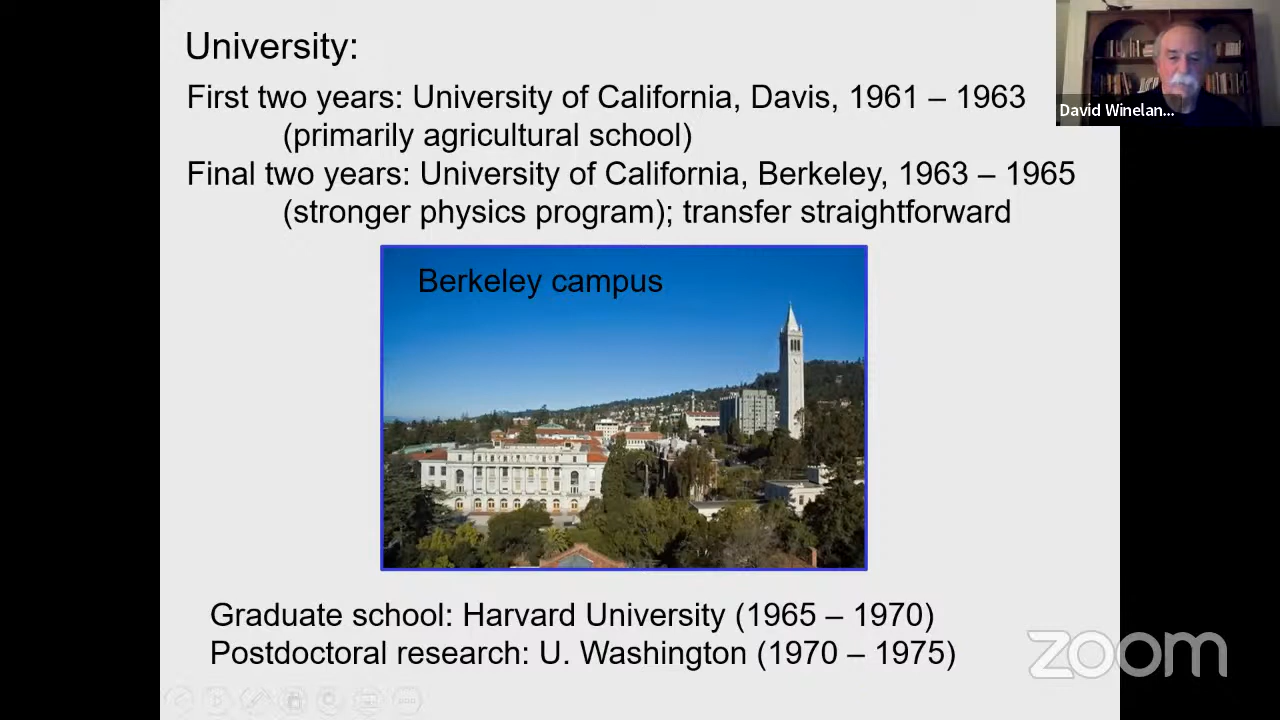 University:
First two years: University of California, Davis, 1961 – 1963
(primarily agricultural school)
Final two years: University of California, Berkeley, 1963 – 1965
(stronger physics program); transfer straightforward
David Winelan...
Berkeley campus
Graduate school: Harvard University (1965 – 1970)
Postdoctoral research: U. Washington (1970 – 1975)
zoom